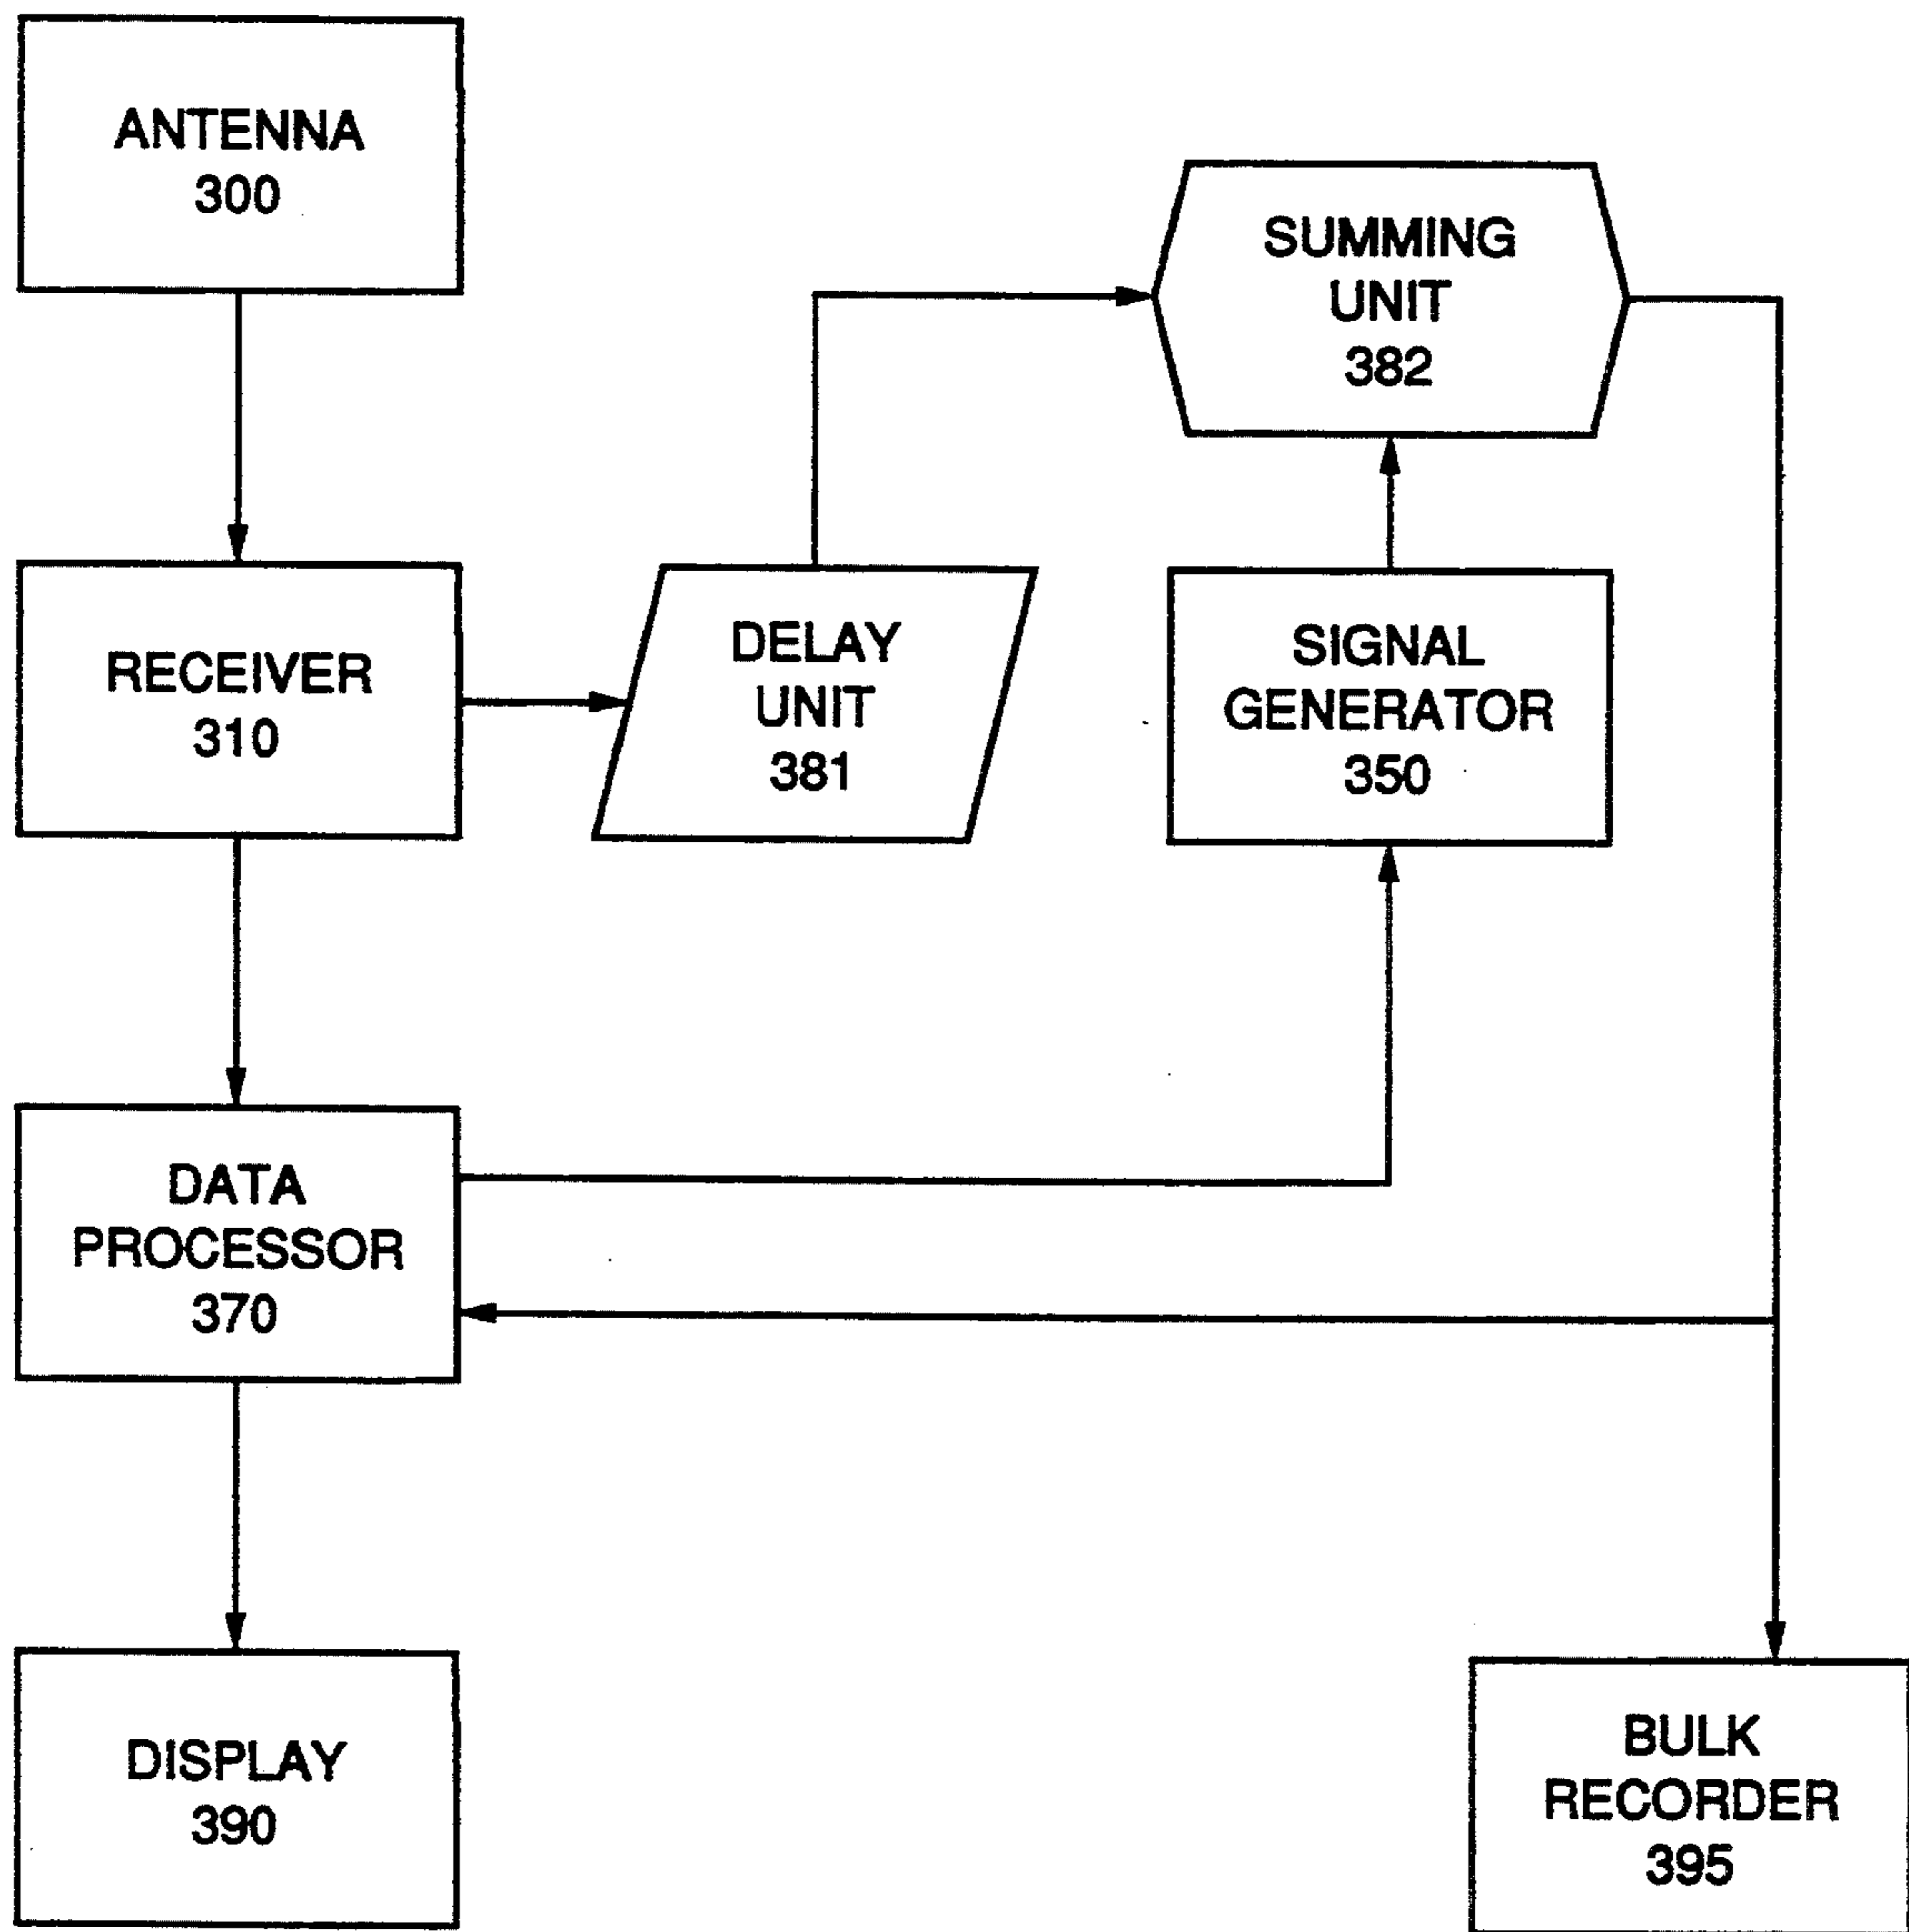 ANTENNA
300
SUMMING
UNIT
382
RECEIVER
310
DELAY
UNIT
381
SIGNAL
GENERATOR
350
DATA
PROCESSOR
370
DISPLAY
390
BULK
RECORDER
395